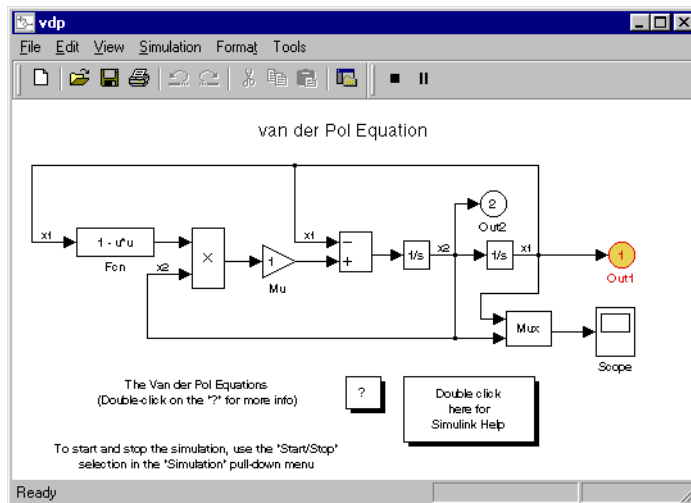 vdp
File Edit View Simulation Format Tools
van der Pol Equation
x1
1 - u*u
Fcn
x2
×
1
Mu
x1
−
+
1/s
x2
2
Out2
1/s
x1
1
Out1
Mux
Scope
The Van der Pol Equations
(Double-click on the "?" for more info)
?
Double click
here for
Simulink Help
To start and stop the simulation, use the "Start/Stop"
selection in the "Simulation" pull-down menu
Ready